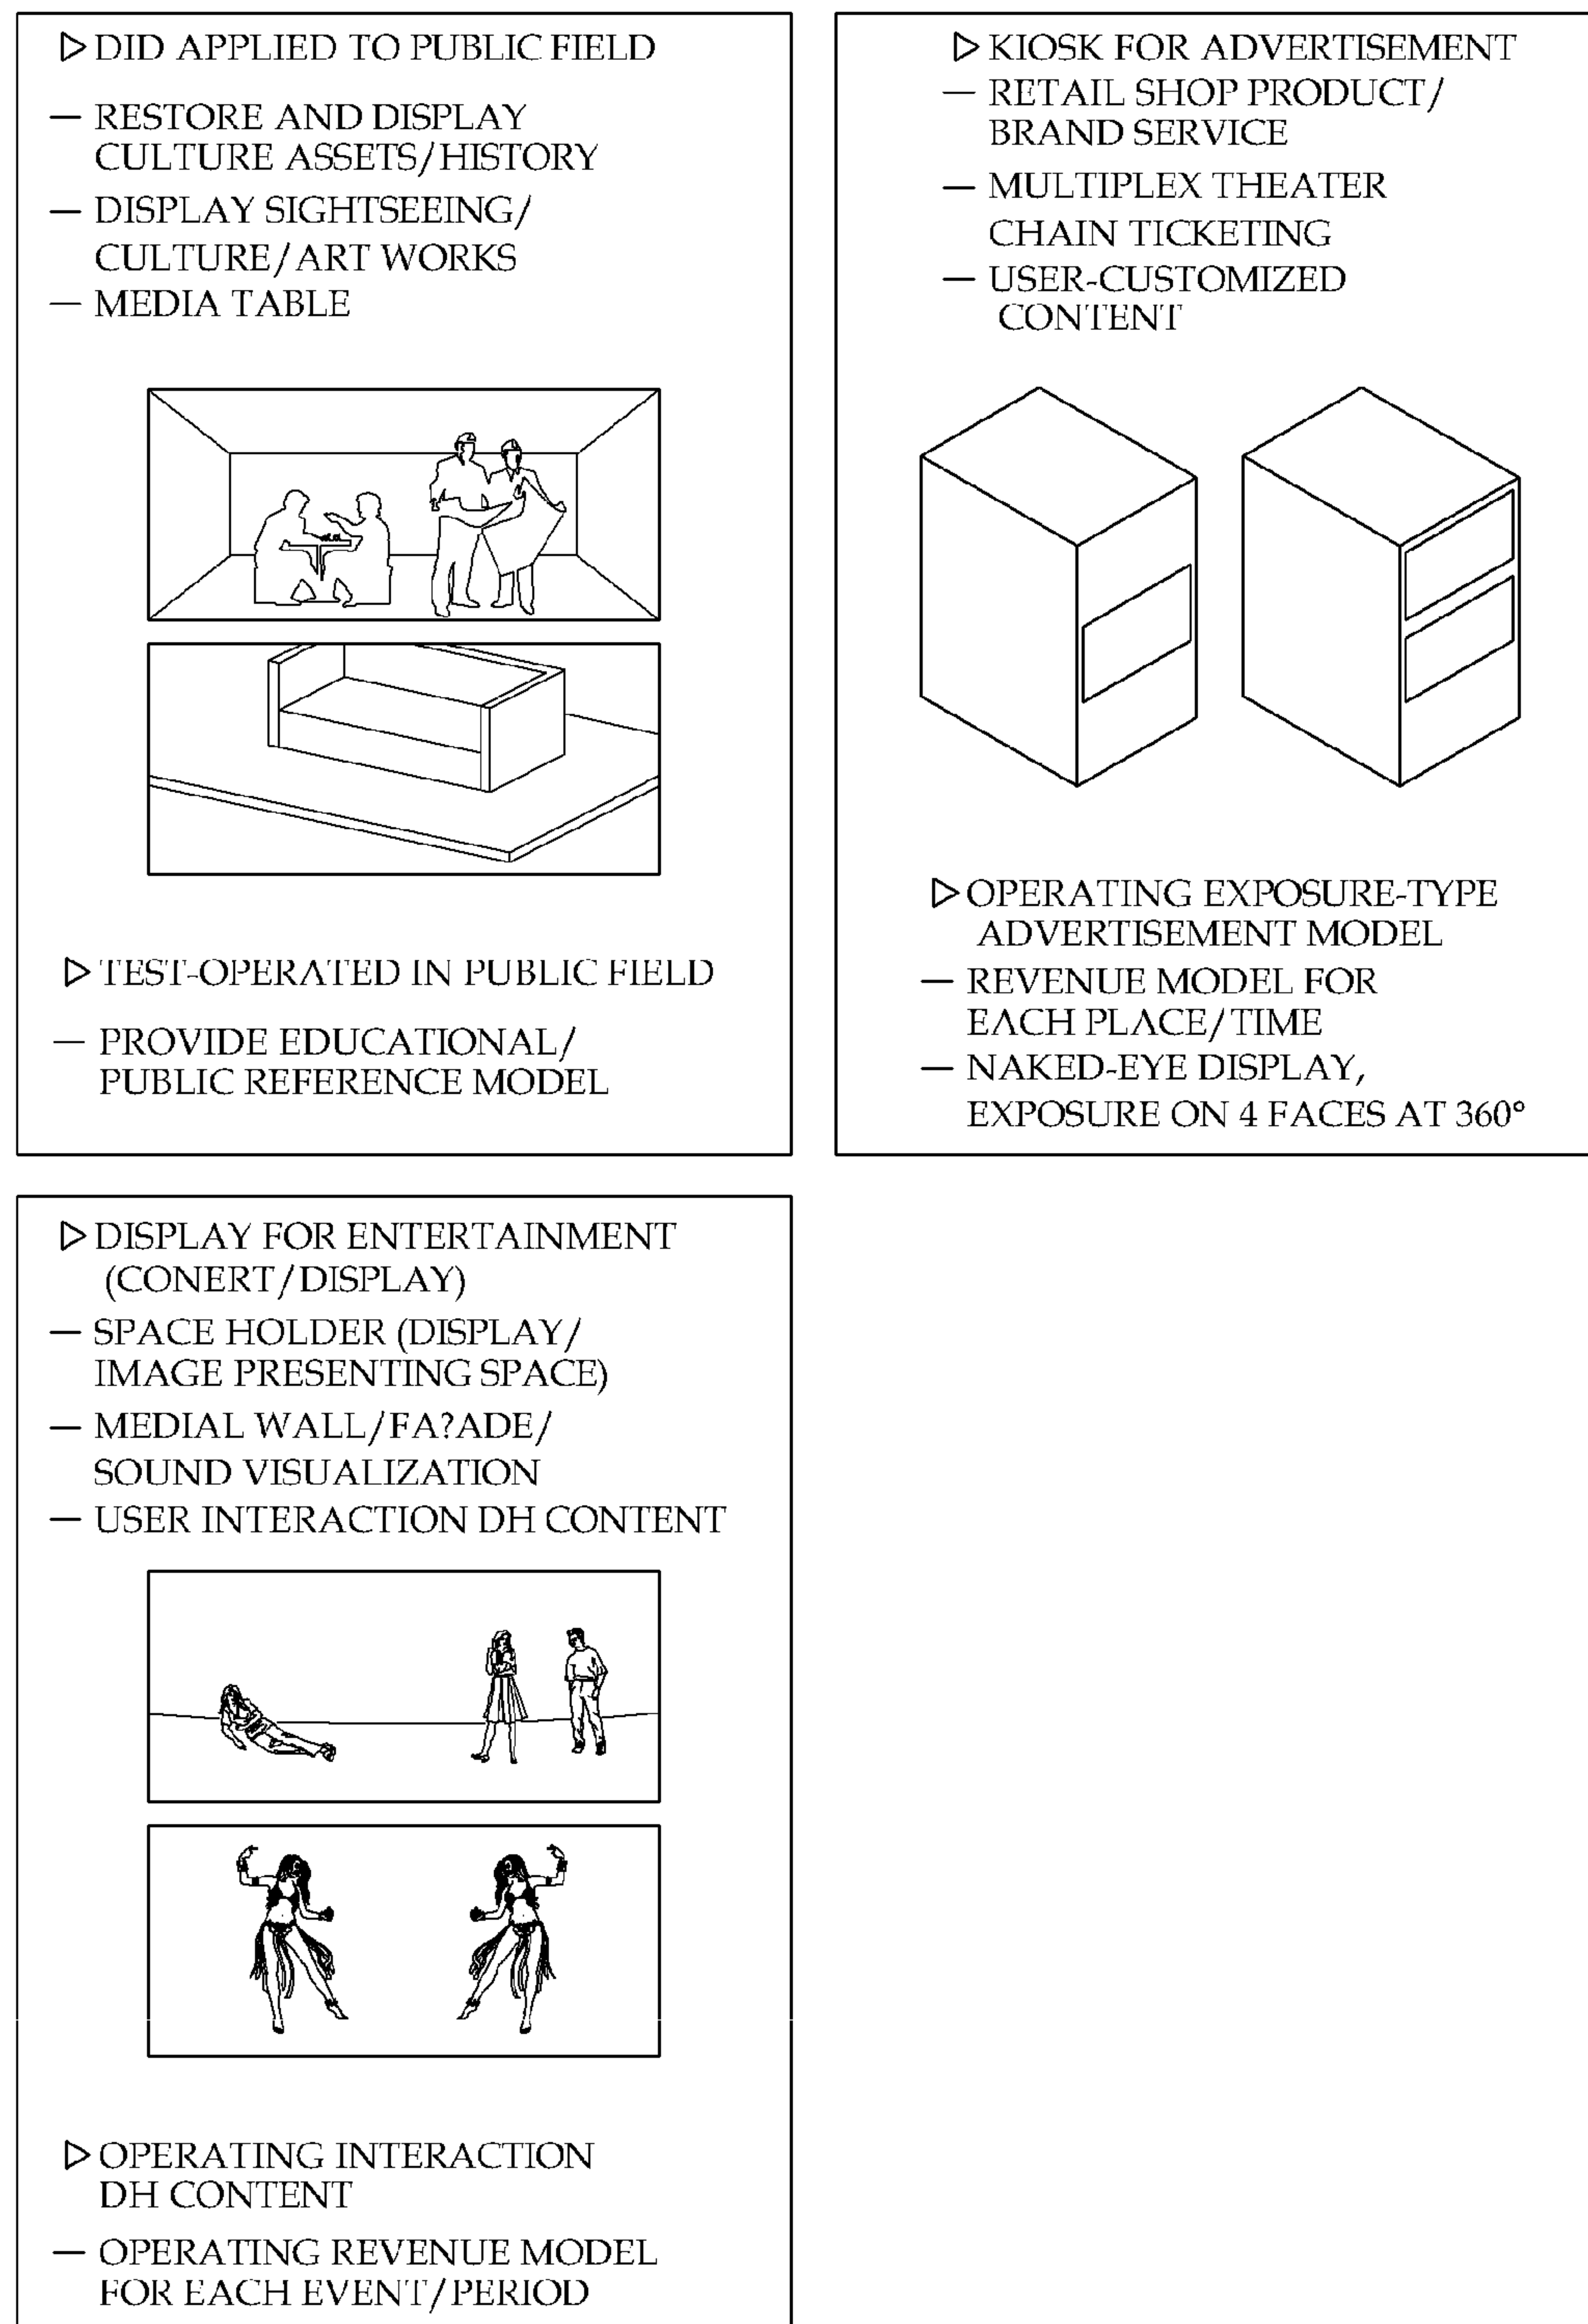 ▷ DID APPLIED TO PUBLIC FIELD
— RESTORE AND DISPLAY
CULTURE ASSETS/HISTORY
— DISPLAY SIGHTSEEING/
CULTURE/ART WORKS
— MEDIA TABLE
▷ TEST-OPERATED IN PUBLIC FIELD
— PROVIDE EDUCATIONAL/
PUBLIC REFERENCE MODEL
▷ KIOSK FOR ADVERTISEMENT
— RETAIL SHOP PRODUCT/
BRAND SERVICE
— MULTIPLEX THEATER
CHAIN TICKETING
— USER-CUSTOMIZED
CONTENT
▷ OPERATING EXPOSURE-TYPE
ADVERTISEMENT MODEL
— REVENUE MODEL FOR
EACH PLACE/TIME
— NAKED-EYE DISPLAY,
EXPOSURE ON 4 FACES AT 360°
▷ DISPLAY FOR ENTERTAINMENT
(CONERT/DISPLAY)
— SPACE HOLDER (DISPLAY/
IMAGE PRESENTING SPACE)
— MEDIAL WALL/FA?ADE/
SOUND VISUALIZATION
— USER INTERACTION DH CONTENT
▷ OPERATING INTERACTION
DH CONTENT
— OPERATING REVENUE MODEL
FOR EACH EVENT/PERIOD